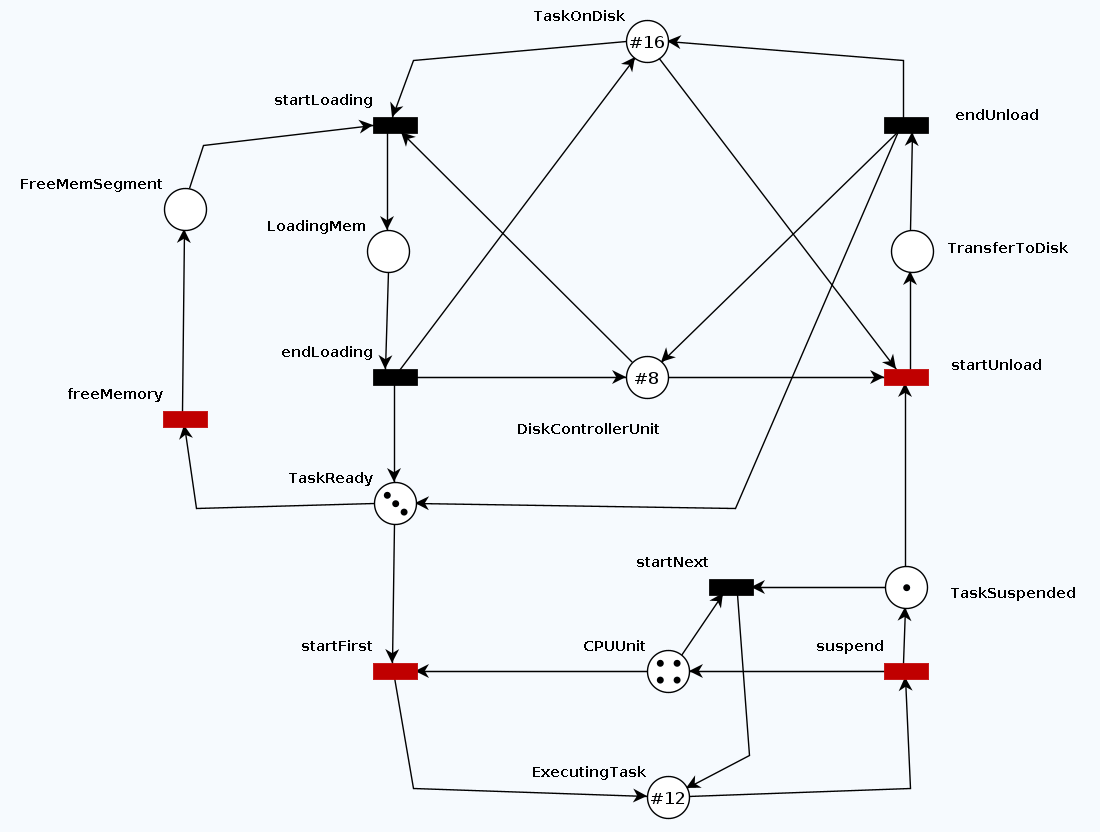 TaskOnDisk
#16
startLoading
endUnload
FreeMemSegment
LoadingMem
TransferToDisk
endLoading
startUnload
#8
freeMemory
DiskControllerUnit
TaskReady
startNext
TaskSuspended
startFirst
CPUUnit
suspend
ExecutingTask
#12